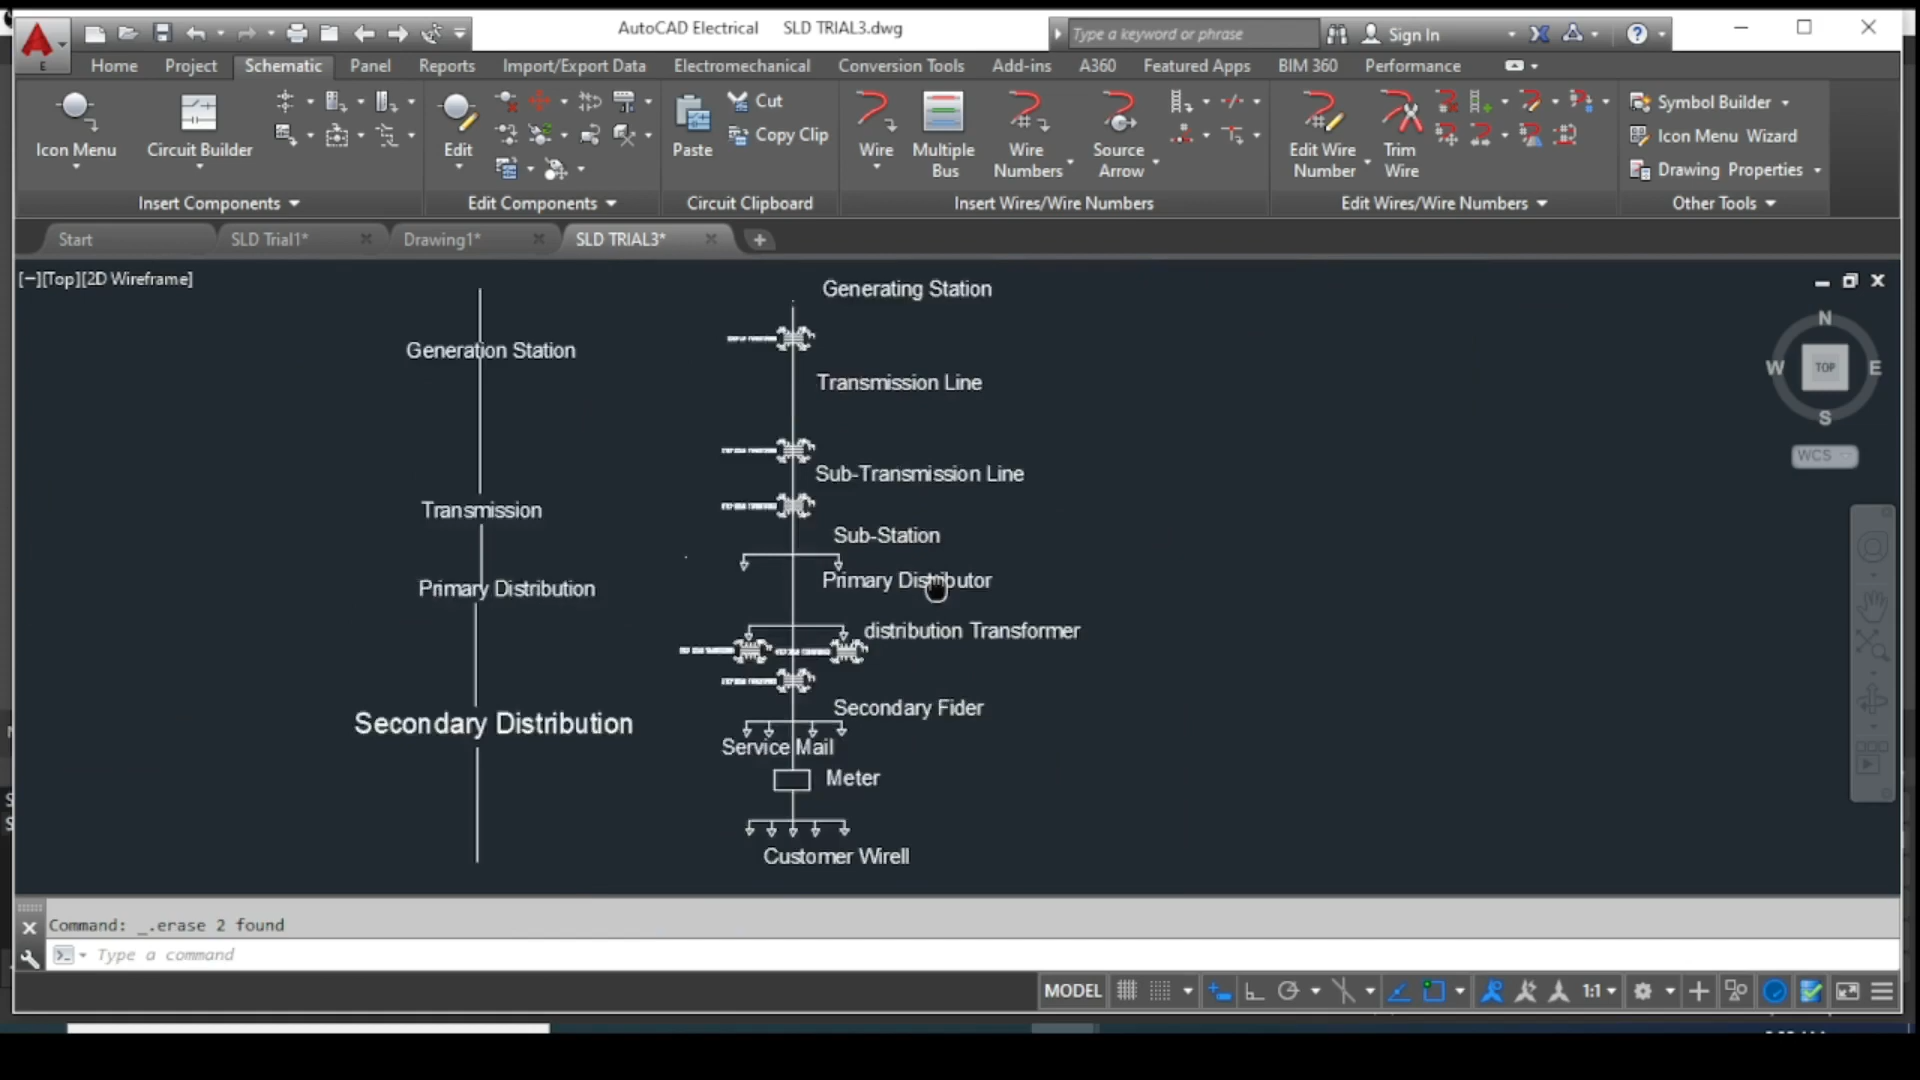 AutoCAD Electrical SLD TRIAL3.dwg
Type a keyword or phrase
Sign In
E
Home Project Schematic Panel Reports Import/Export Data Electromechanical Conversion Tools Add-ins A360 Featured Apps BIM 360 Performance
Icon Menu
Circuit Builder
Insert Components
Edit
Edit Components
Paste
Cut
Copy Clip
Circuit Clipboard
Wire
Multiple
Bus
Wire
Numbers
Source
Arrow
Insert Wires/Wire Numbers
Edit Wire
Number
Trim
Wire
Edit Wires/Wire Numbers
Symbol Builder
Icon Menu Wizard
Drawing Properties
Other Tools
Start SLD Trial1* Drawing1* SLD TRIAL3*
[−][Top][2D Wireframe]
Generation Station
Transmission
Primary Distribution
Secondary Distribution
Generating Station
Transmission Line
Sub-Transmission Line
Sub-Station
Primary Distributor
distribution Transformer
Secondary Fider
Service Mail
Meter
Customer Wirell
N
W TOP E
S
WCS
Command: _.erase 2 found
Type a command
MODEL
1:1